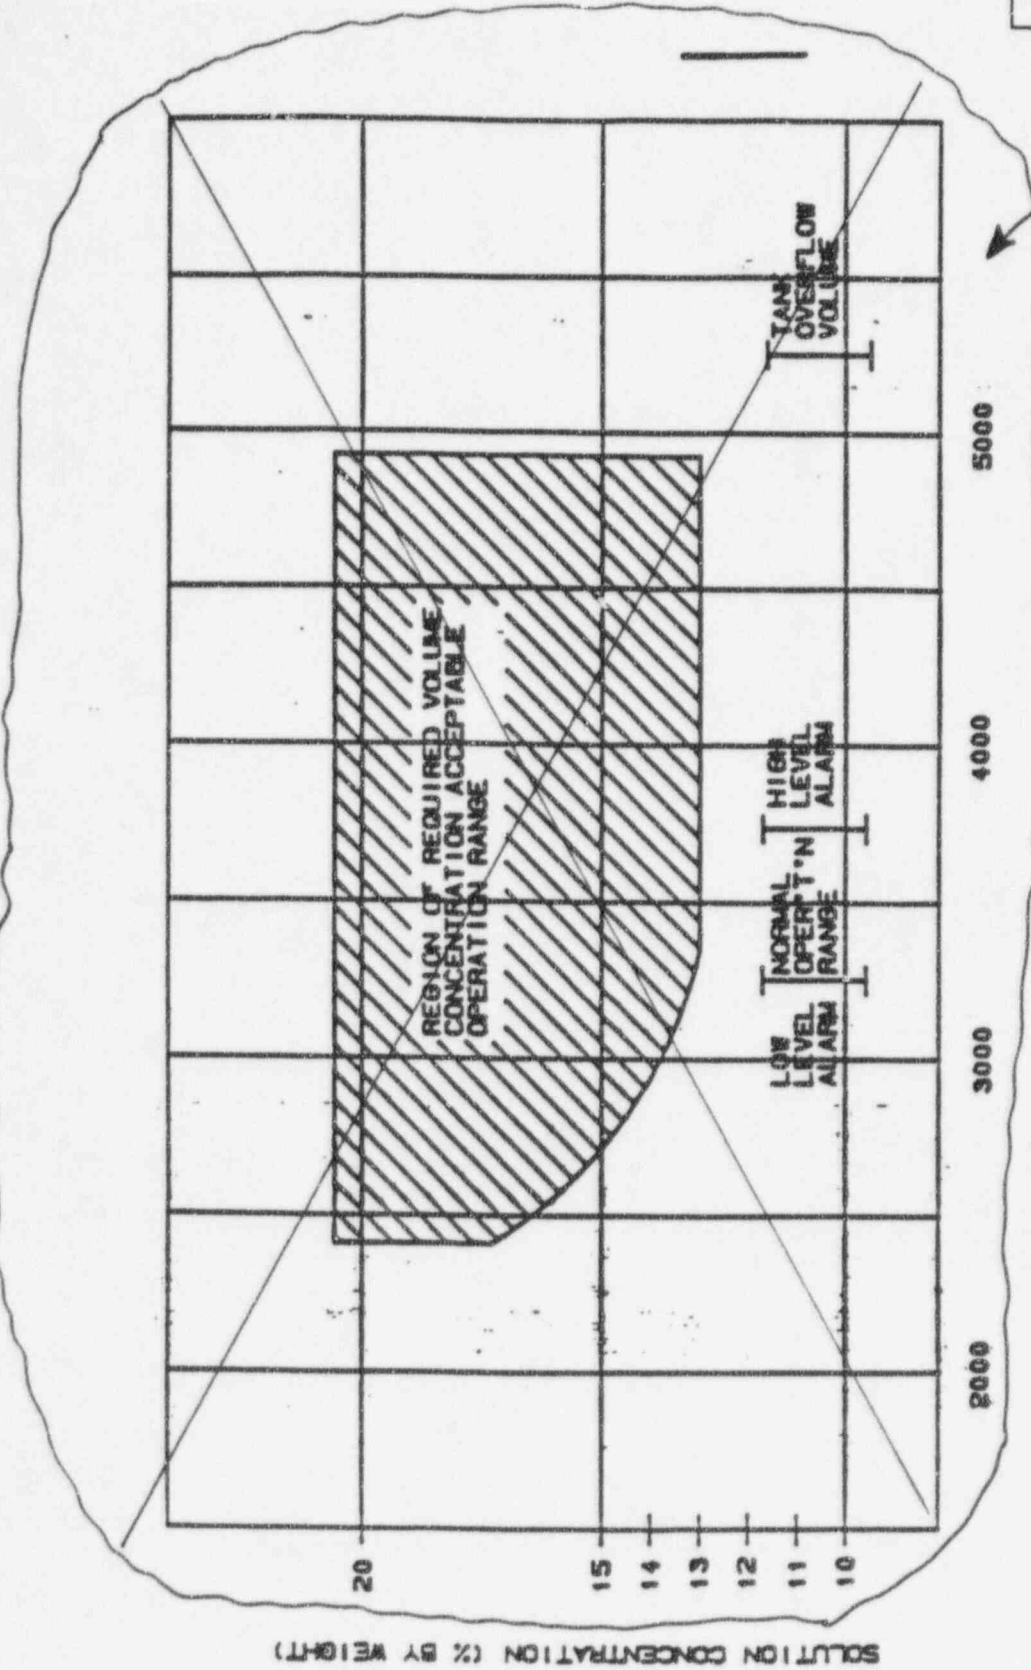 SOLUTION CONCENTRATION (% BY WEIGHT)
20
15
14
13
12
11
10
REGION OF REQUIRED VOLUME
CONCENTRATION ACCEPTABLE
OPERATION RANGE
LOW
LEVEL
ALARM
NORMAL
OPERT'N
RANGE
HIGH
LEVEL
ALARM
TANK
OVERFLOW
VOLUME
2000
3000
4000
5000